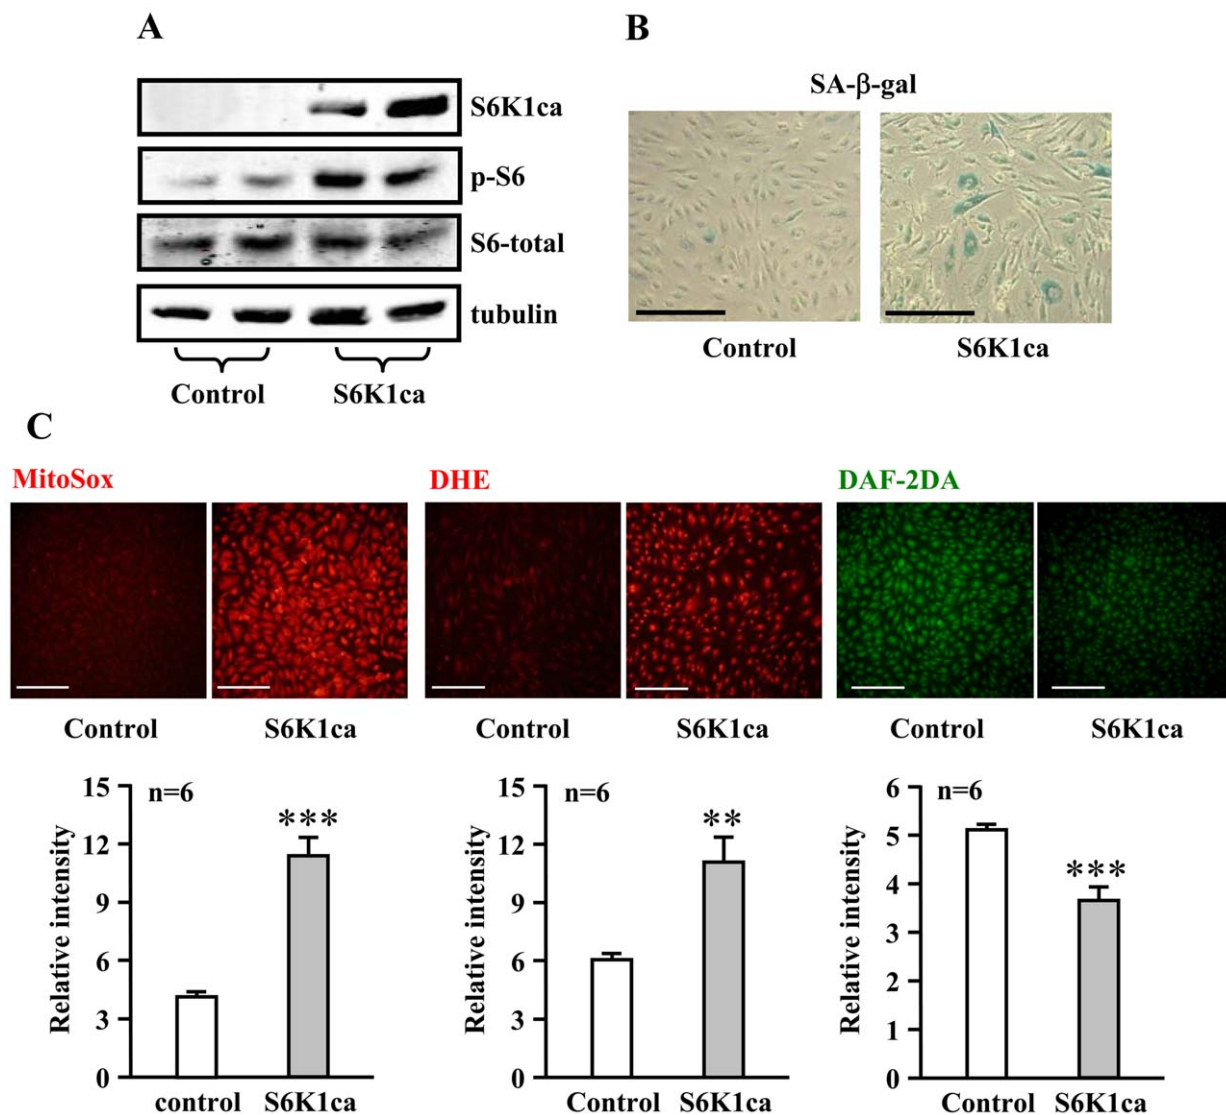 A
S6K1ca
p-S6
S6-total
tubulin
Control S6K1ca
B
SA-β-gal
Control S6K1ca
C
MitoSox DHE DAF-2DA
Control S6K1ca Control S6K1ca Control S6K1ca
Relative intensity
15
12
9
6
3
0
n=6
***
control S6K1ca
Relative intensity
15
12
9
6
3
0
n=6
**
Control S6K1ca
Relative intensity
6
5
4
3
2
1
0
n=6
***
Control S6K1ca